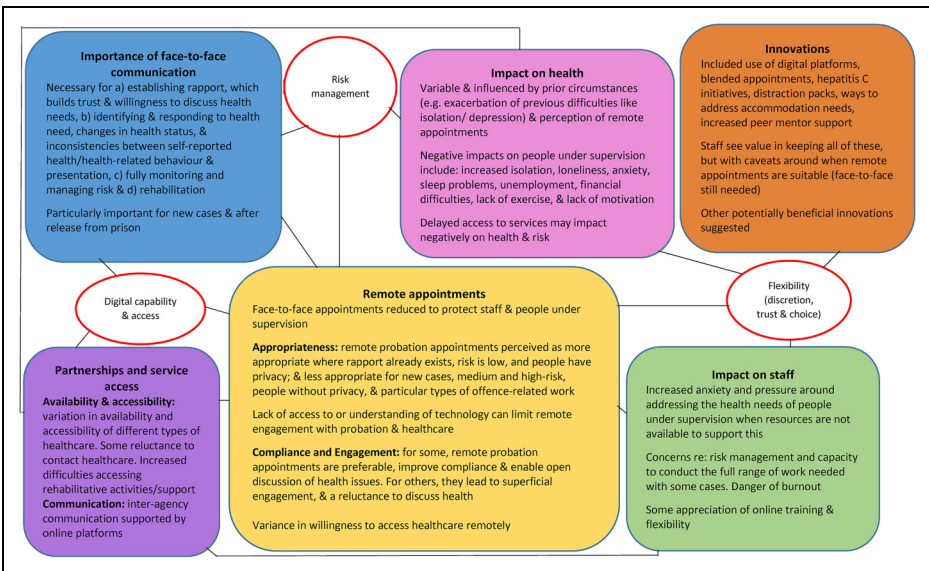 Importance of face-to-face
communication
Necessary for a) establishing rapport, which
builds trust & willingness to discuss health
needs, b) identifying & responding to health
need, changes in health status, &
inconsistencies between self-reported
health/health-related behaviour &
presentation, c) fully monitoring and
managing risk & d) rehabilitation
Particularly important for new cases & after
release from prison
Risk
management
Impact on health
Variable & influenced by prior circumstances
(e.g. exacerbation of previous difficulties like
isolation/ depression) & perception of remote
appointments
Negative impacts on people under supervision
include: increased isolation, loneliness, anxiety,
sleep problems, unemployment, financial
difficulties, lack of exercise, & lack of motivation
Delayed access to services may impact
negatively on health & risk
Innovations
Included use of digital platforms,
blended appointments, hepatitis C
initiatives, distraction packs, ways to
address accommodation needs,
increased peer mentor support
Staff see value in keeping all of these,
but with caveats around when remote
appointments are suitable (face-to-face
still needed)
Other potentially beneficial innovations
suggested
Digital capability
& access
Remote appointments
Face-to-face appointments reduced to protect staff & people under
supervision
Appropriateness: remote probation appointments perceived as more
appropriate where rapport already exists, risk is low, and people have
privacy; & less appropriate for new cases, medium and high-risk,
people without privacy, & particular types of offence-related work
Lack of access to or understanding of technology can limit remote
engagement with probation & healthcare
Compliance and Engagement: for some, remote probation
appointments are preferable, improve compliance & enable open
discussion of health issues. For others, they lead to superficial
engagement, & a reluctance to discuss health
Variance in willingness to access healthcare remotely
Flexibility
(discretion,
trust & choice)
Partnerships and service
access
Availability & accessibility:
variation in availability and
accessibility of different types of
healthcare. Some reluctance to
contact healthcare. Increased
difficulties accessing
rehabilitative activities/support
Communication: inter-agency
communication supported by
online platforms
Impact on staff
Increased anxiety and pressure around
addressing the health needs of people
under supervision when resources are not
available to support this
Concerns re: risk management and capacity
to conduct the full range of work needed
with some cases. Danger of burnout
Some appreciation of online training &
flexibility